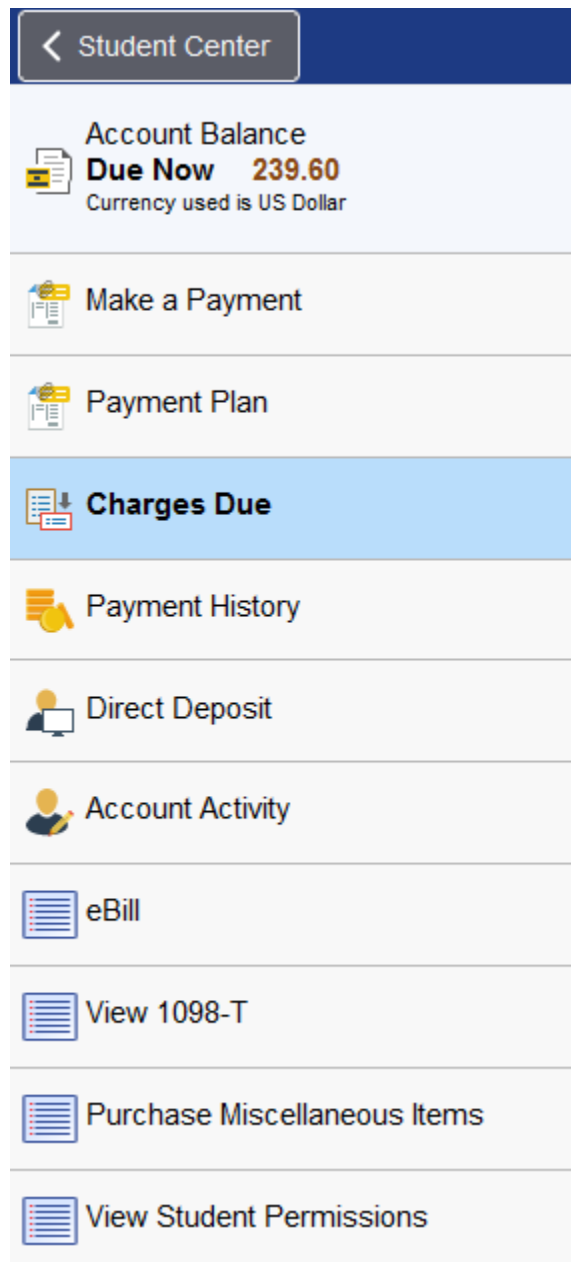 Student Center
Account Balance
Due Now 239.60
Currency used is US Dollar
Make a Payment
Payment Plan
Charges Due
Payment History
Direct Deposit
Account Activity
eBill
View 1098-T
Purchase Miscellaneous Items
View Student Permissions